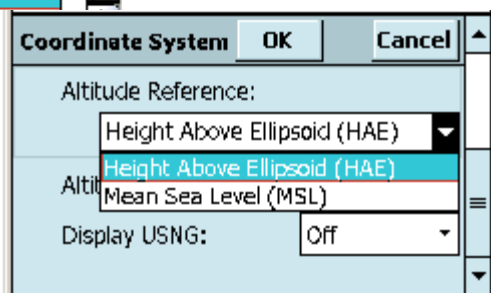 Coordinate System OK Cancel
Altitude Reference:
Height Above Ellipsoid (HAE)
Height Above Ellipsoid (HAE)
Mean Sea Level (MSL)
Display USNG: Off